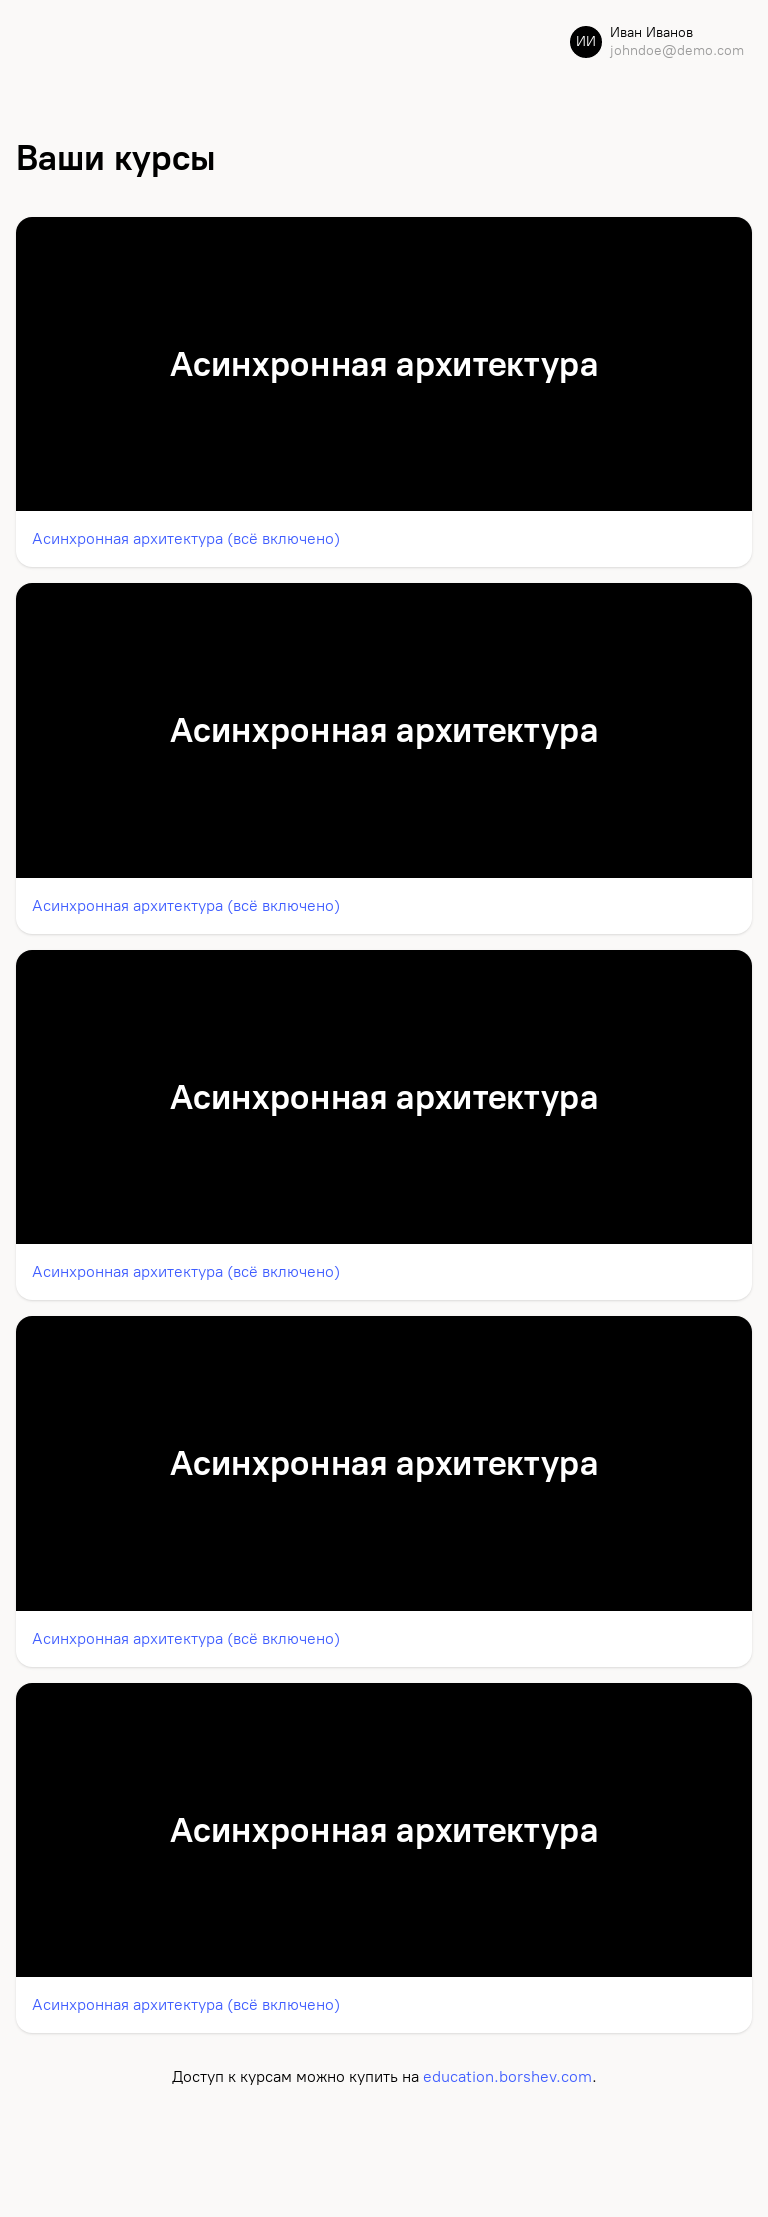 ИИ
Иван Иванов
johndoe@demo.com
Ваши курсы
Асинхронная архитектура
Асинхронная архитектура (всё включено)
Асинхронная архитектура
Асинхронная архитектура (всё включено)
Асинхронная архитектура
Асинхронная архитектура (всё включено)
Асинхронная архитектура
Асинхронная архитектура (всё включено)
Асинхронная архитектура
Асинхронная архитектура (всё включено)
Доступ к курсам можно купить на education.borshev.com.